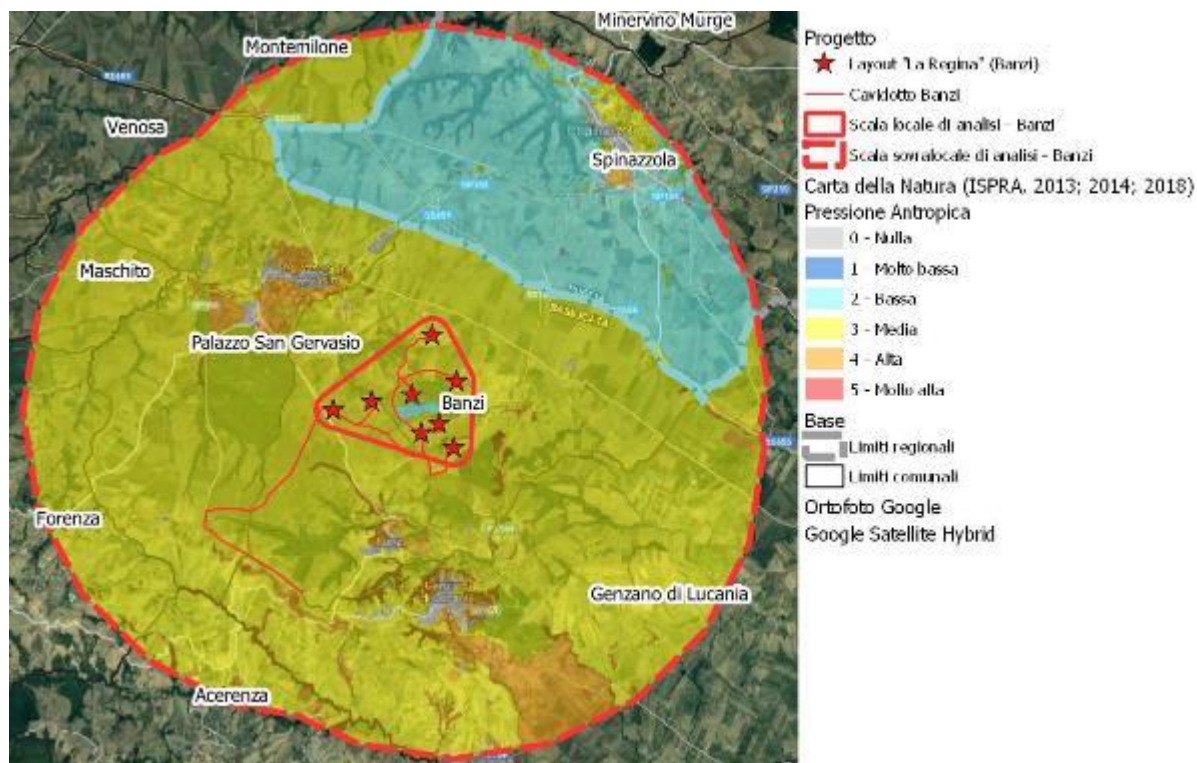 Minervino Murge
Montemilone
Venosa
Spinazzola
Maschito
Palazzo San Gervasio
BASILICATA
Banzi
Forenza
Genzano di Lucania
Acerenza
Progetto
Layout "La Regina" (Banzi)
Cavidotto Banzi
Scala locale di analisi - Banzi
Scala sovralocale di analisi - Banzi
Carta della Natura (ISPRA, 2013; 2014; 2018)
Pressione Antropica
0 - Nulla
1 - Molto bassa
2 - Bassa
3 - Media
4 - Alta
5 - Molto alta
Base
Limiti regionali
Limiti comunali
Ortofoto Google
Google Satellite Hybrid